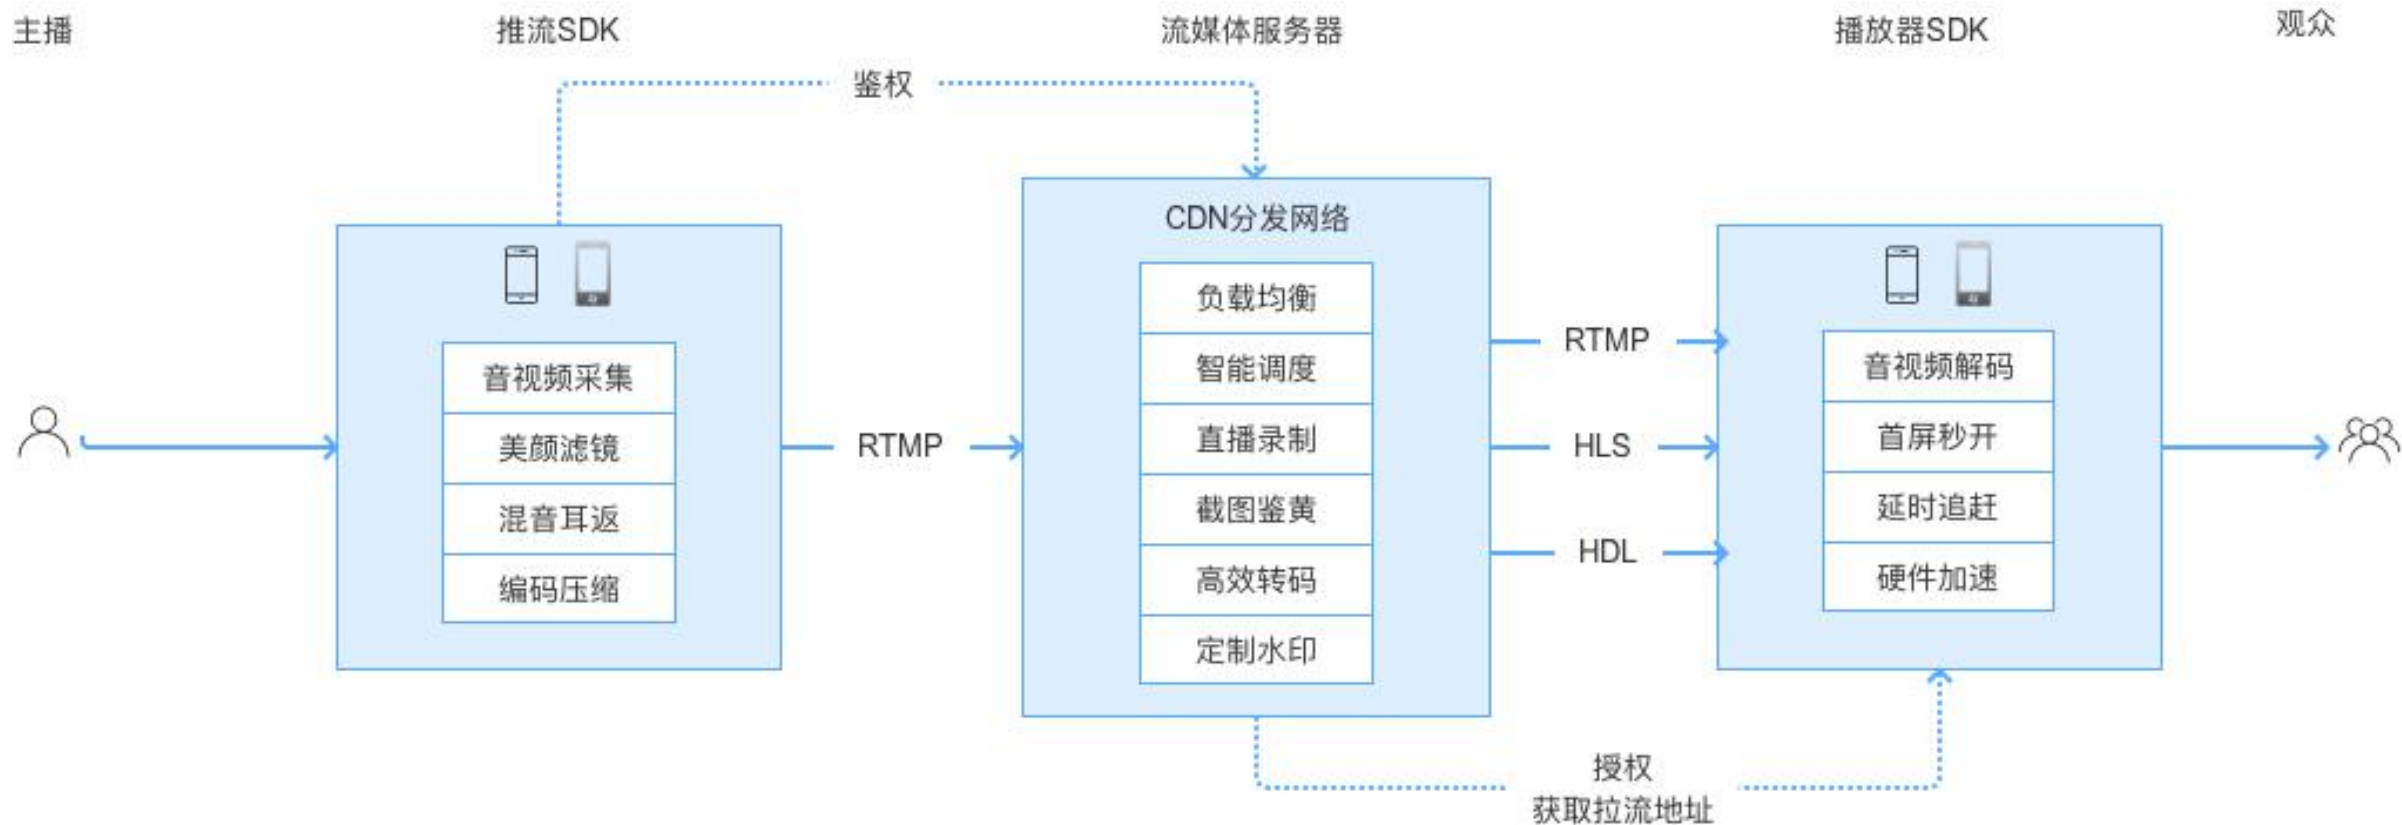 主播
推流SDK
流媒体服务器
播放器SDK
观众
鉴权
CDN分发网络
音视频采集
美颜滤镜
混音耳返
编码压缩
RTMP
负载均衡
智能调度
直播录制
截图鉴黄
高效转码
定制水印
RTMP
HLS
HDL
音视频解码
首屏秒开
延时追赶
硬件加速
授权
获取拉流地址